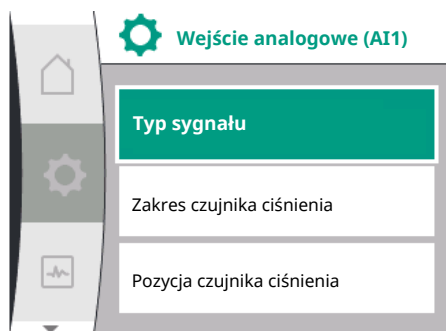 Wejście analogowe (AI1)
Typ sygnału
Zakres czujnika ciśnienia
Pozycja czujnika ciśnienia